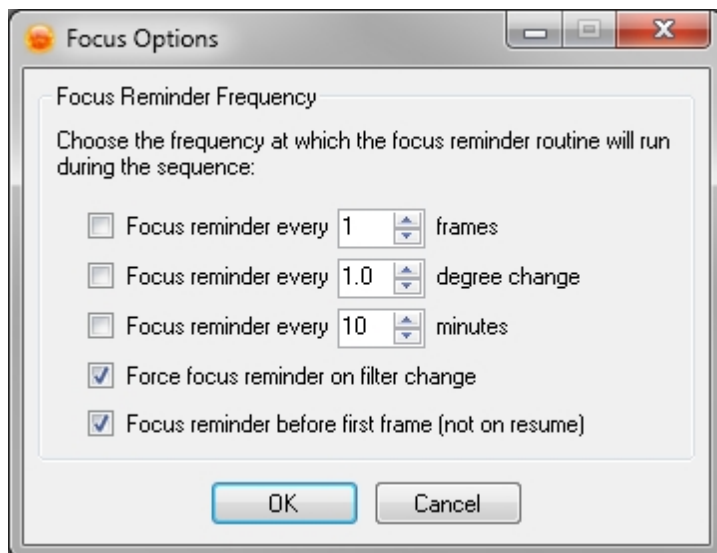 Focus Options
Focus Reminder Frequency
Choose the frequency at which the focus reminder routine will run
during the sequence:
Focus reminder every 1 frames
Focus reminder every 1.0 degree change
Focus reminder every 10 minutes
Force focus reminder on filter change
Focus reminder before first frame (not on resume)
OK Cancel